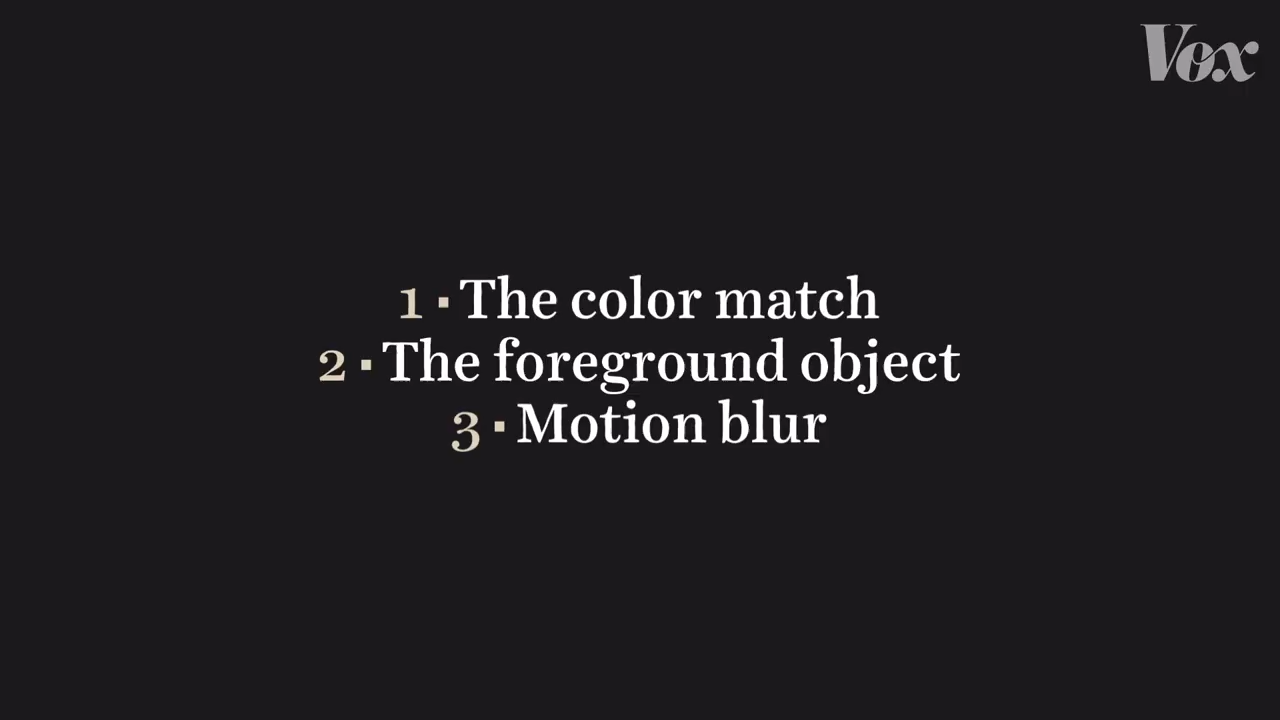 Vox
1 ▪ The color match
2 ▪ The foreground object
3 ▪ Motion blur